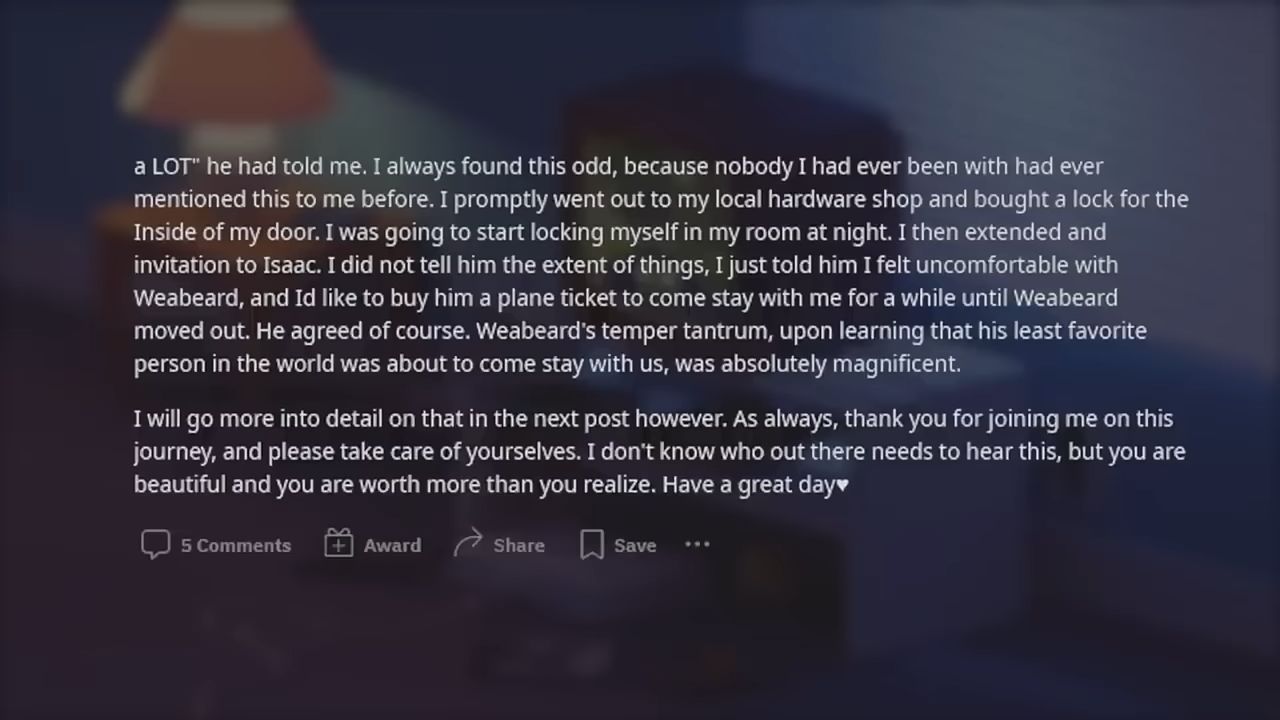 a LOT" he had told me. I always found this odd, because nobody I had ever been with had ever
mentioned this to me before. I promptly went out to my local hardware shop and bought a lock for the
Inside of my door. I was going to start locking myself in my room at night. I then extended and
invitation to Isaac. I did not tell him the extent of things, I just told him I felt uncomfortable with
Weabeard, and Id like to buy him a plane ticket to come stay with me for a while until Weabeard
moved out. He agreed of course. Weabeard's temper tantrum, upon learning that his least favorite
person in the world was about to come stay with us, was absolutely magnificent.
I will go more into detail on that in the next post however. As always, thank you for joining me on this
journey, and please take care of yourselves. I don't know who out there needs to hear this, but you are
beautiful and you are worth more than you realize. Have a great day♥
5 Comments Award Share Save •••